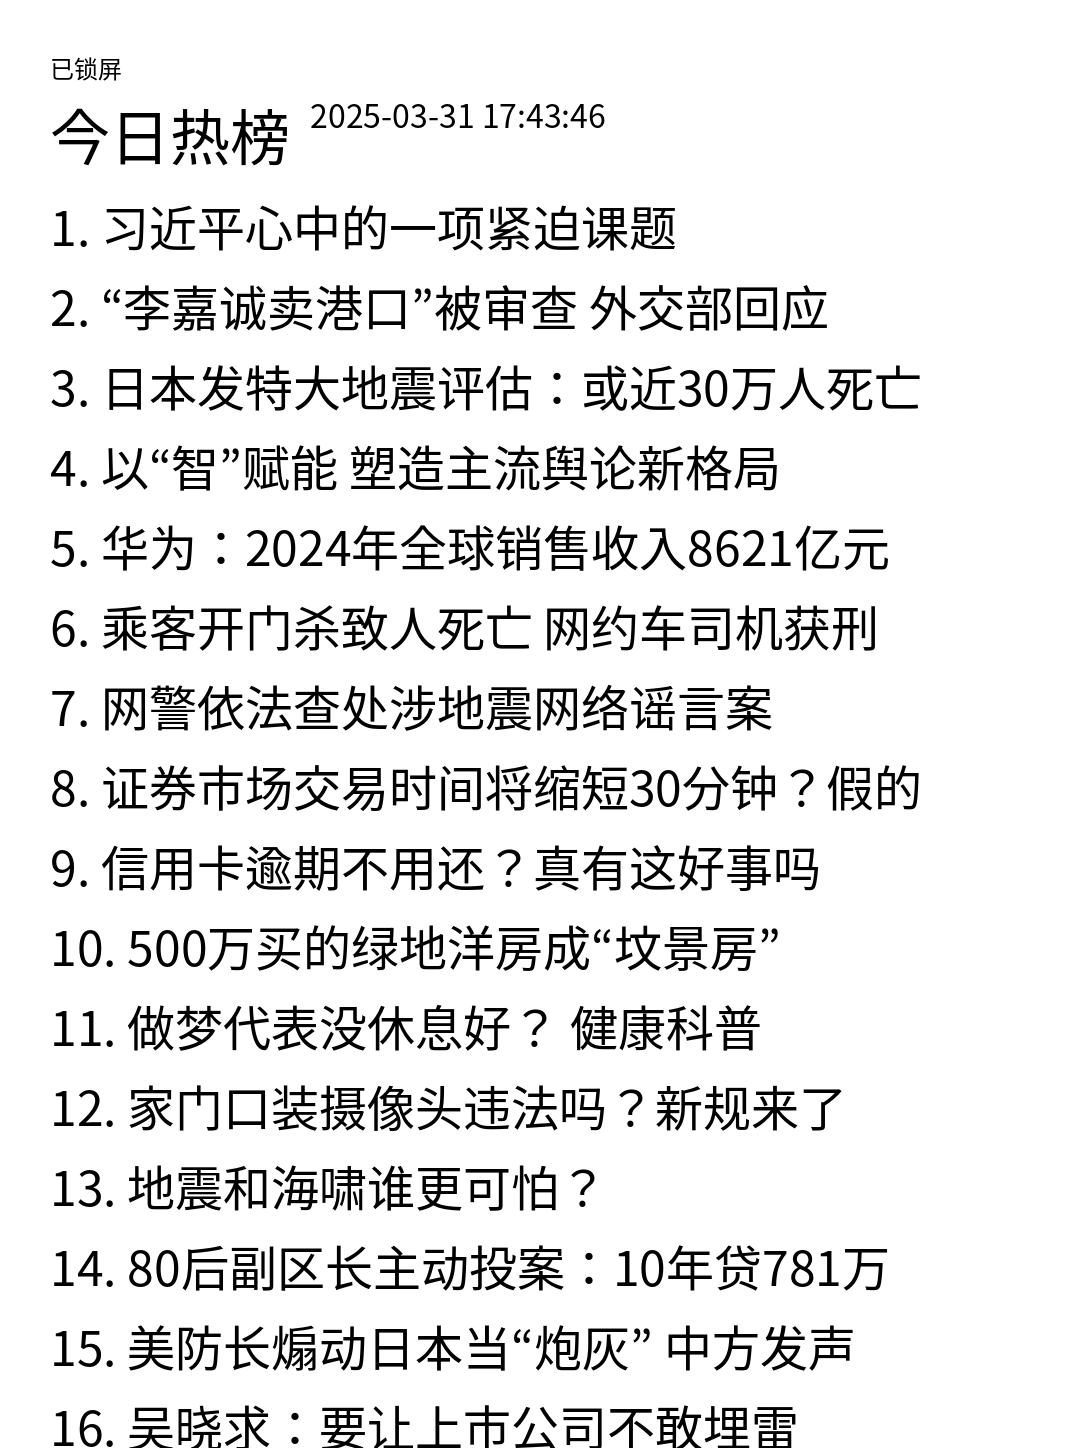 已锁屏
今日热榜 2025-03-31 17:43:46
1. 习近平心中的一项紧迫课题
2. “李嘉诚卖港口”被审查 外交部回应
3. 日本发特大地震评估：或近30万人死亡
4. 以“智”赋能 塑造主流舆论新格局
5. 华为：2024年全球销售收入8621亿元
6. 乘客开门杀致人死亡 网约车司机获刑
7. 网警依法查处涉地震网络谣言案
8. 证券市场交易时间将缩短30分钟？假的
9. 信用卡逾期不用还？真有这好事吗
10. 500万买的绿地洋房成“坟景房”
11. 做梦代表没休息好？ 健康科普
12. 家门口装摄像头违法吗？新规来了
13. 地震和海啸谁更可怕？
14. 80后副区长主动投案：10年贷781万
15. 美防长煽动日本当“炮灰” 中方发声
16. 吴晓求：要让上市公司不敢埋雷